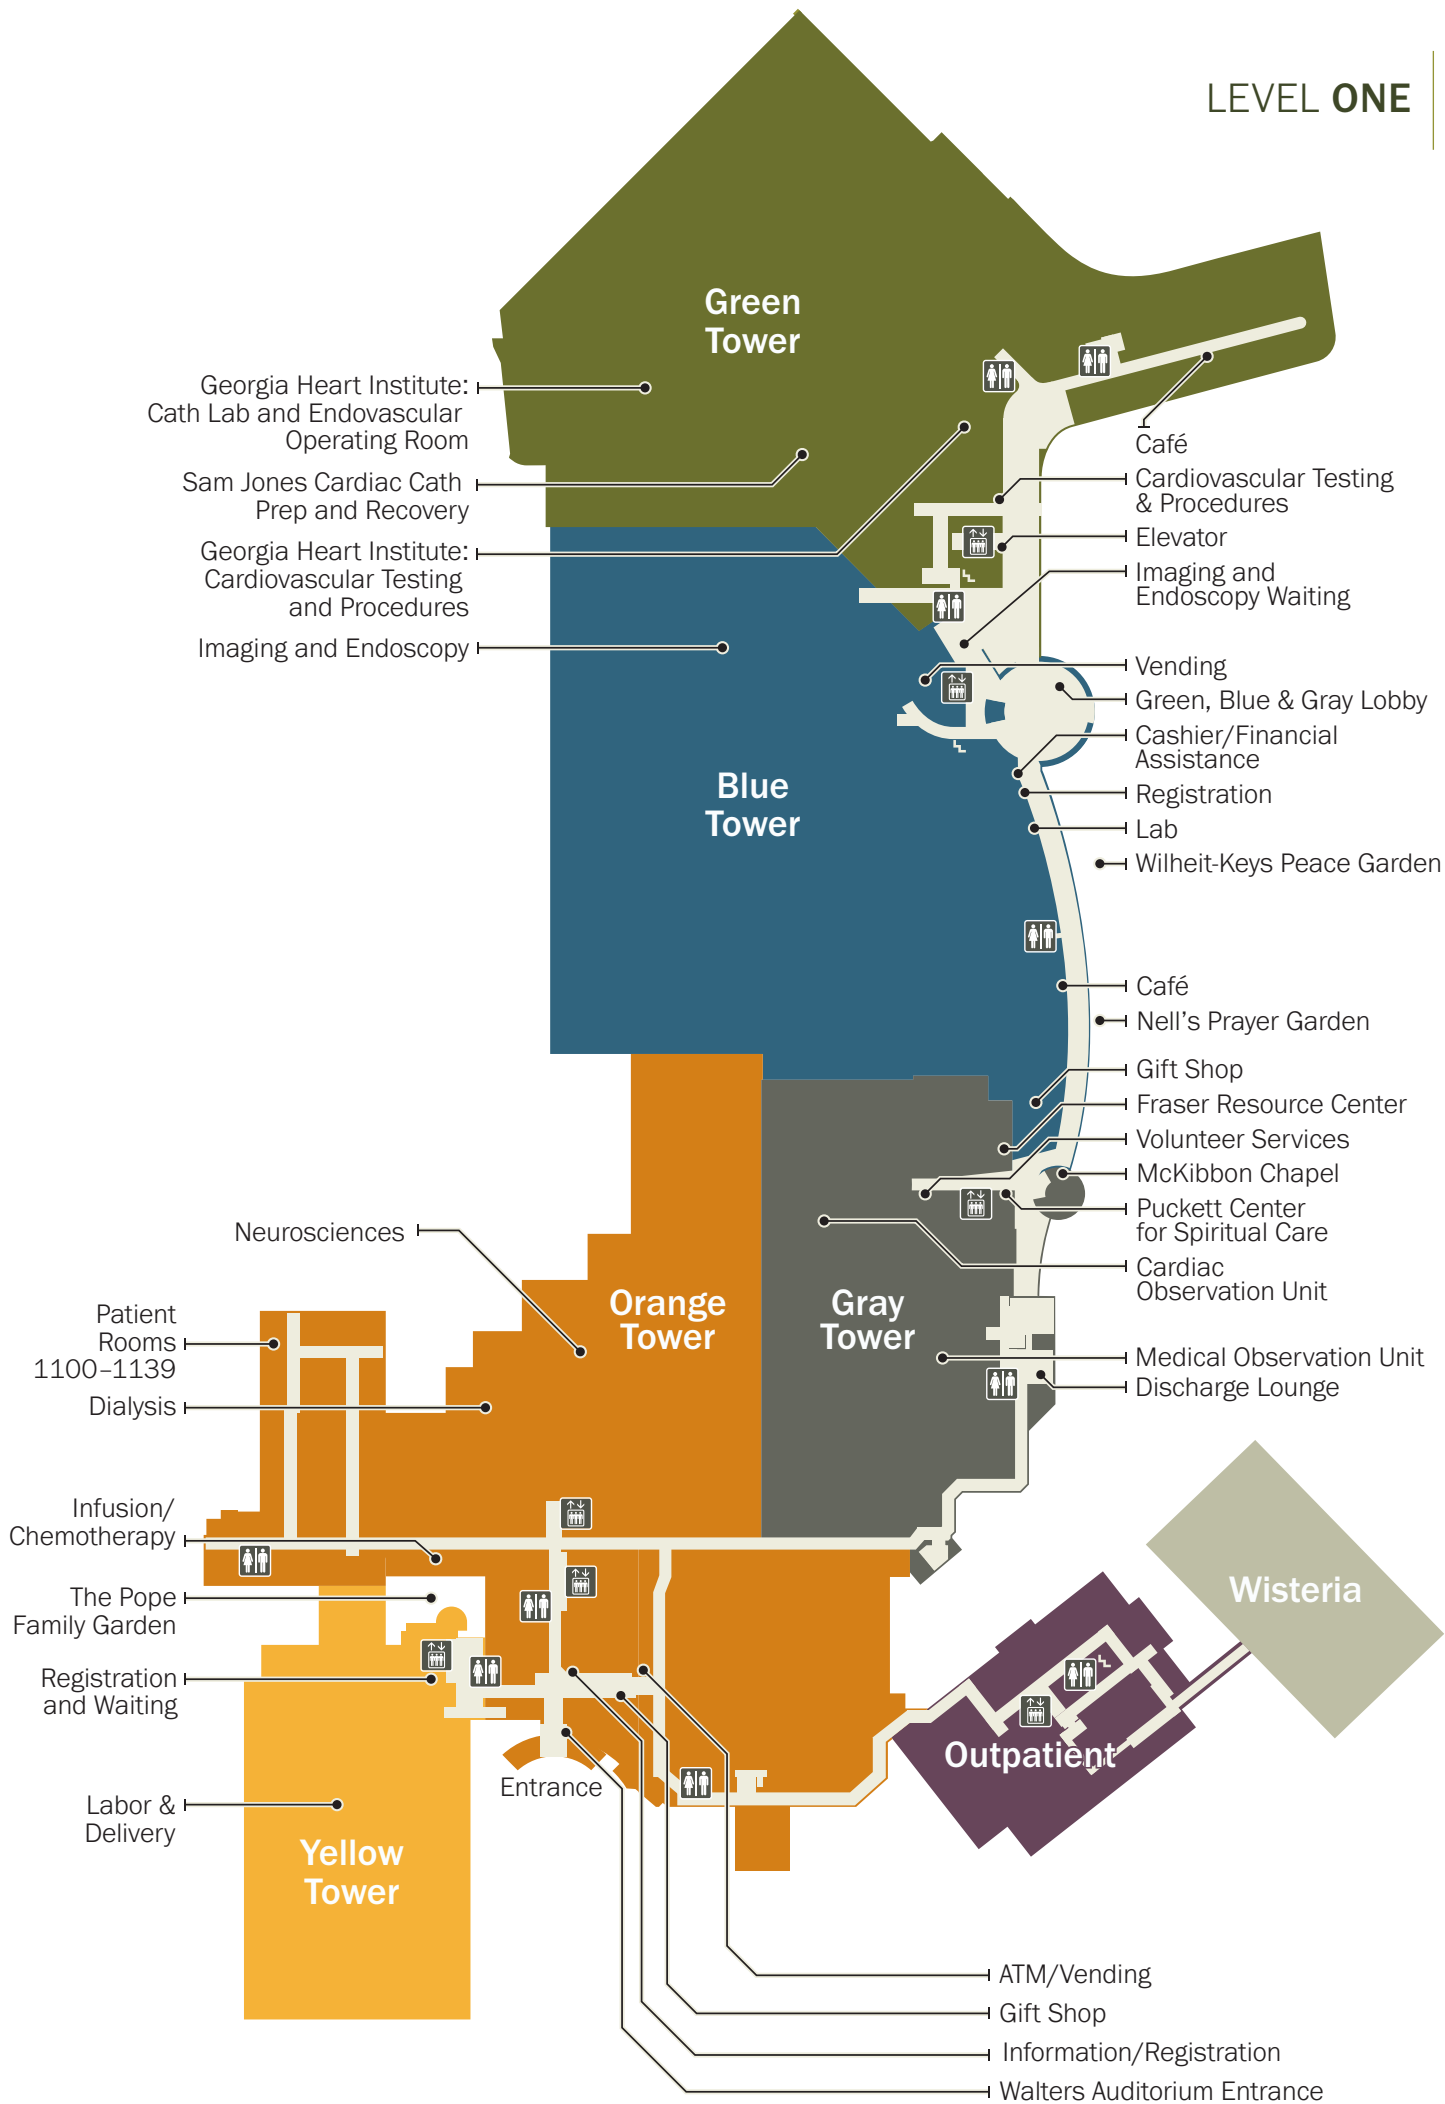 LEVEL ONE
Green
Tower
Georgia Heart Institute:
Cath Lab and Endovascular
Operating Room
Sam Jones Cardiac Cath
Prep and Recovery
Georgia Heart Institute:
Cardiovascular Testing
and Procedures
Imaging and Endoscopy
Café
Cardiovascular Testing
& Procedures
Elevator
Imaging and
Endoscopy Waiting
Vending
Green, Blue & Gray Lobby
Cashier/Financial
Assistance
Registration
Lab
Wilheit-Keys Peace Garden
Blue
Tower
Café
Nell's Prayer Garden
Gift Shop
Fraser Resource Center
Volunteer Services
McKibbon Chapel
Puckett Center
for Spiritual Care
Cardiac
Observation Unit
Medical Observation Unit
Discharge Lounge
Neurosciences
Orange
Tower
Gray
Tower
Patient
Rooms
1100–1139
Dialysis
Infusion/
Chemotherapy
The Pope
Family Garden
Registration
and Waiting
Labor &
Delivery
Wisteria
Outpatient
Entrance
Yellow
Tower
ATM/Vending
Gift Shop
Information/Registration
Walters Auditorium Entrance